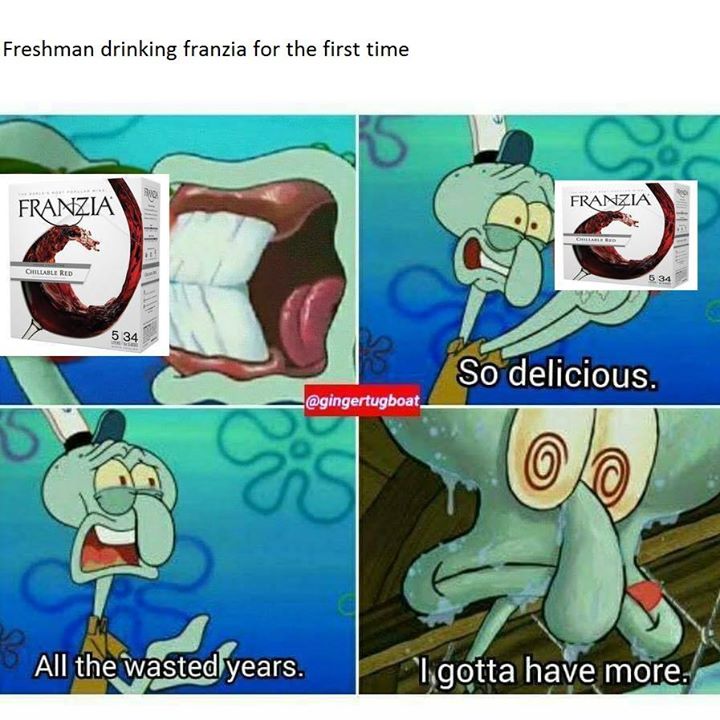 Freshman drinking franzia for the first time
FRANZIA
CHILLABLE RED
5 34
FRANZIA
CHILLABLE RED
5 34
So delicious.
@gingertugboat
All the wasted years.
I gotta have more.